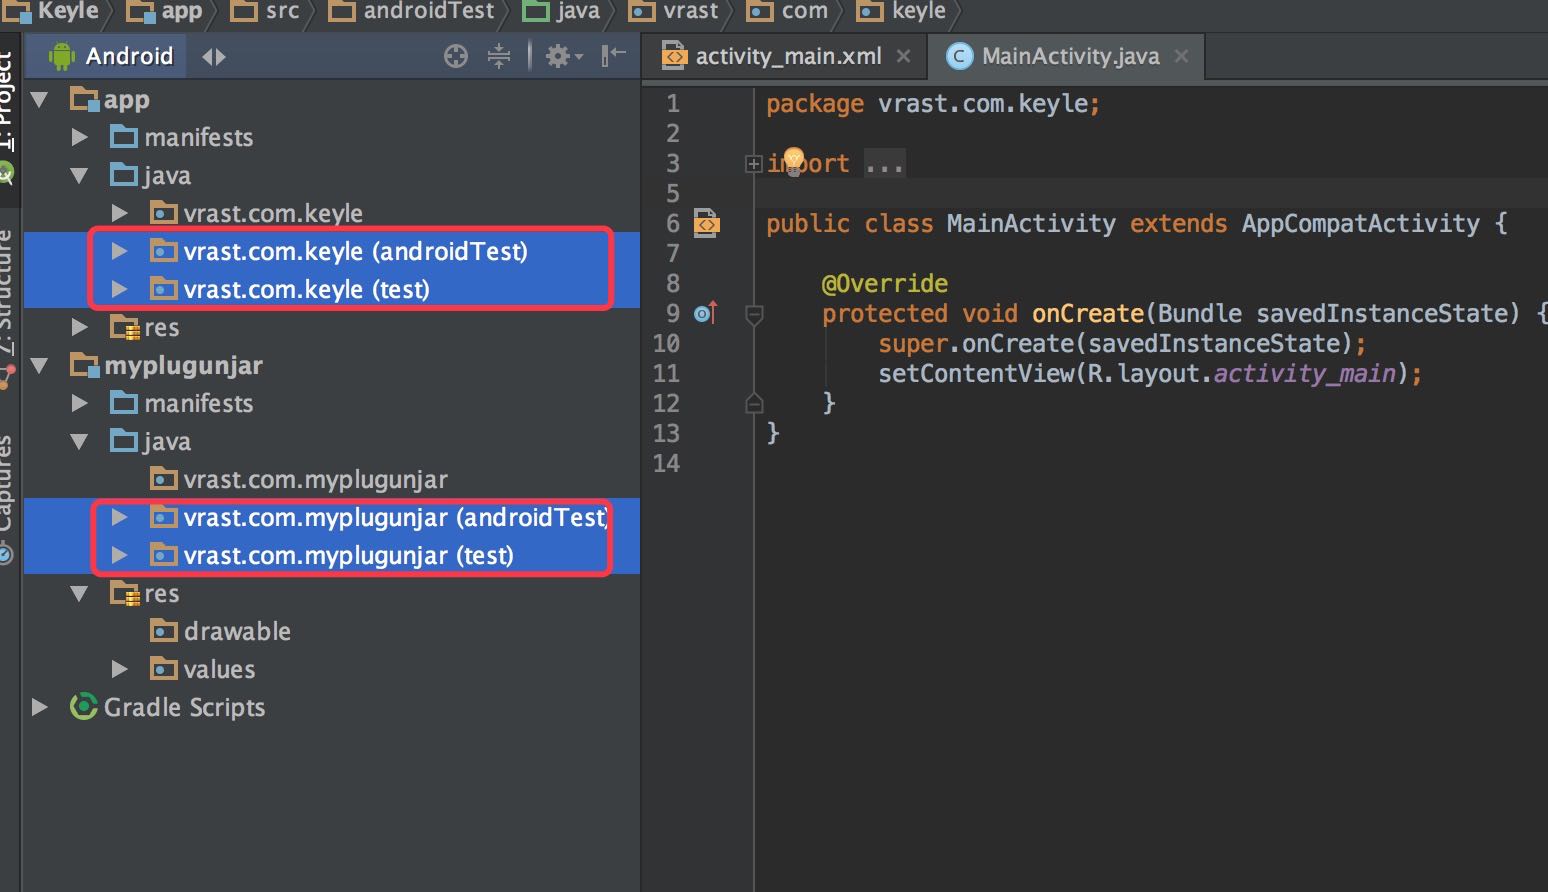 Keyle app src androidTest java vrast com keyle
1: Project
Z: Structure
Captures
Android
app
manifests
java
vrast.com.keyle
vrast.com.keyle (androidTest)
vrast.com.keyle (test)
res
myplugunjar
manifests
java
vrast.com.myplugunjar
vrast.com.myplugunjar (androidTest)
vrast.com.myplugunjar (test)
res
drawable
values
Gradle Scripts
activity_main.xml MainActivity.java
1 package vrast.com.keyle;
2
3 import ...
5
6 public class MainActivity extends AppCompatActivity {
7
8 @Override
9 protected void onCreate(Bundle savedInstanceState) {
10 super.onCreate(savedInstanceState);
11 setContentView(R.layout.activity_main);
12 }
13 }
14